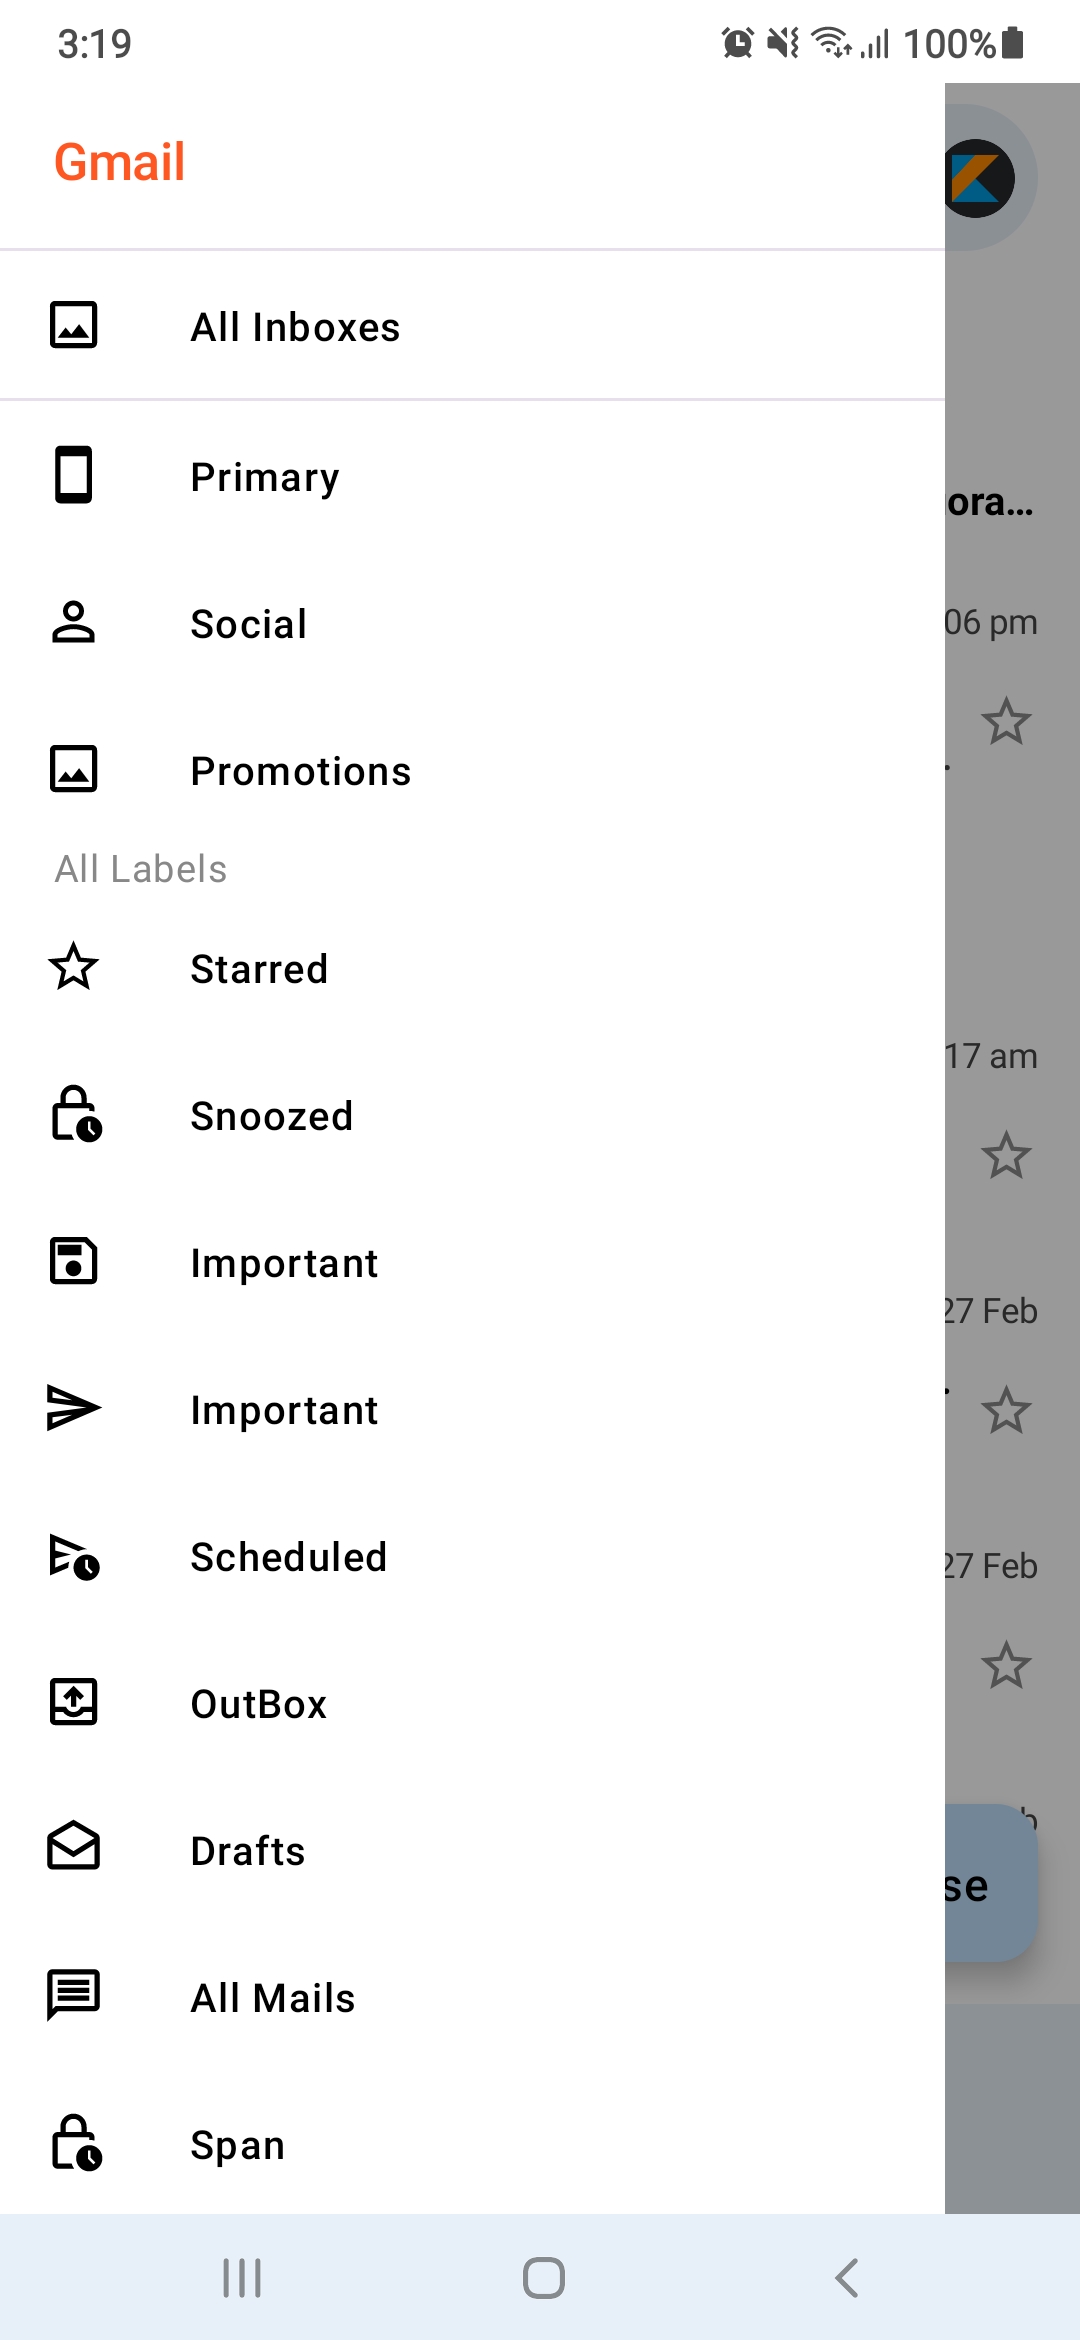 3:19 100%
Gmail
All Inboxes
Primary
ora...
Social
06 pm
Promotions
All Labels
Starred
17 am
Snoozed
Important
27 Feb
Important
Scheduled
27 Feb
OutBox
b
Drafts
se
All Mails
Span